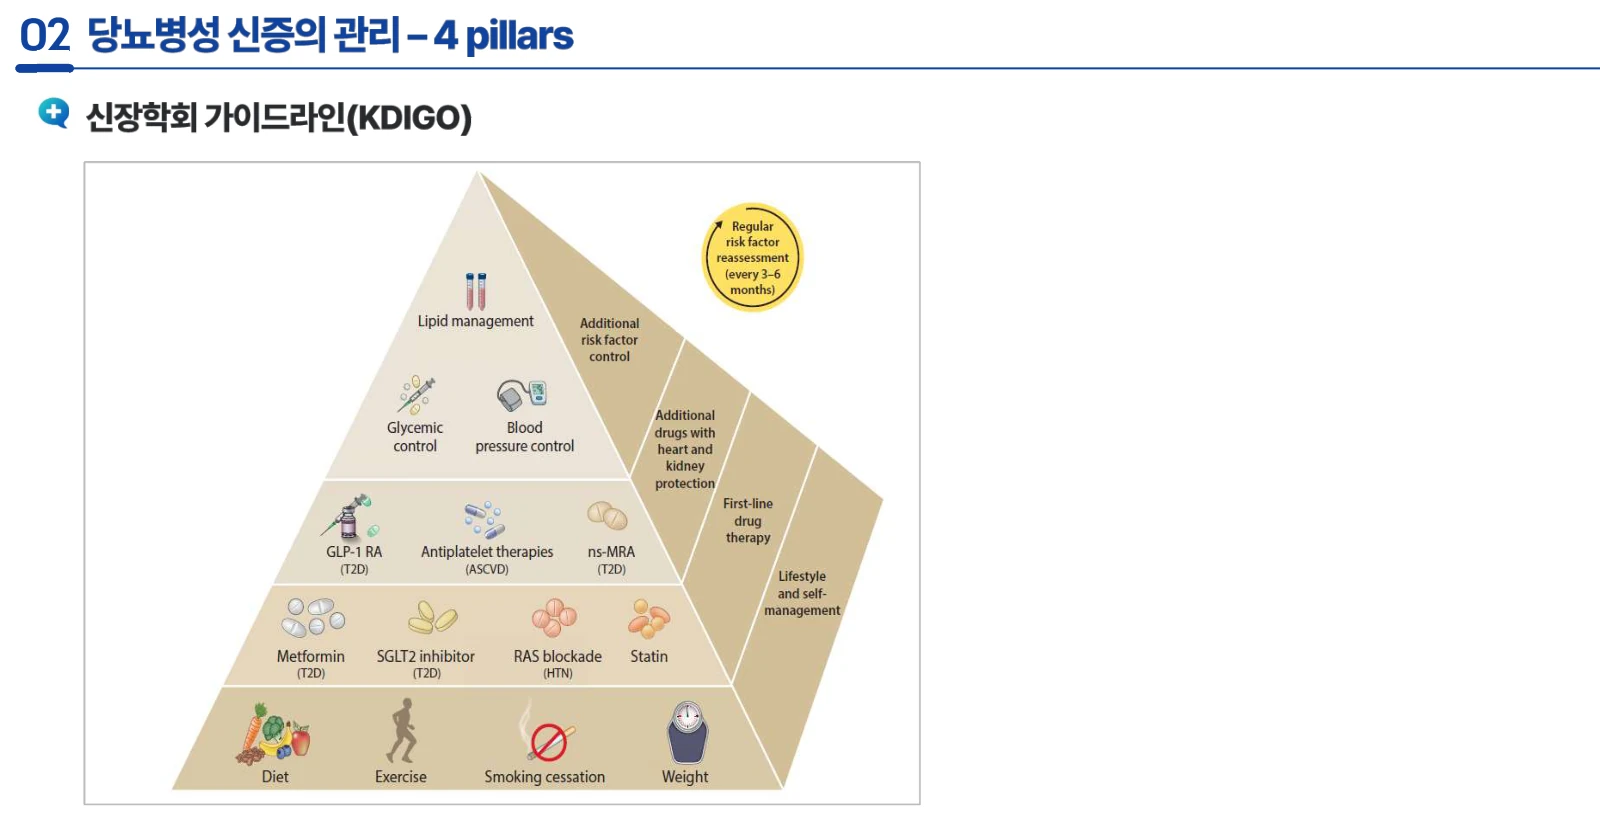 02 당뇨병성 신증의 관리 – 4 pillars
신장학회 가이드라인(KDIGO)
Regular
risk factor
reassessment
(every 3–6
months)
Lipid management
Glycemic
control
Blood
pressure control
Additional
risk factor
control
GLP-1 RA
(T2D)
Antiplatelet therapies
(ASCVD)
ns-MRA
(T2D)
Additional
drugs with
heart and
kidney
protection
Metformin
(T2D)
SGLT2 inhibitor
(T2D)
RAS blockade
(HTN)
Statin
First-line
drug
therapy
Diet
Exercise
Smoking cessation
Weight
Lifestyle
and self-
management